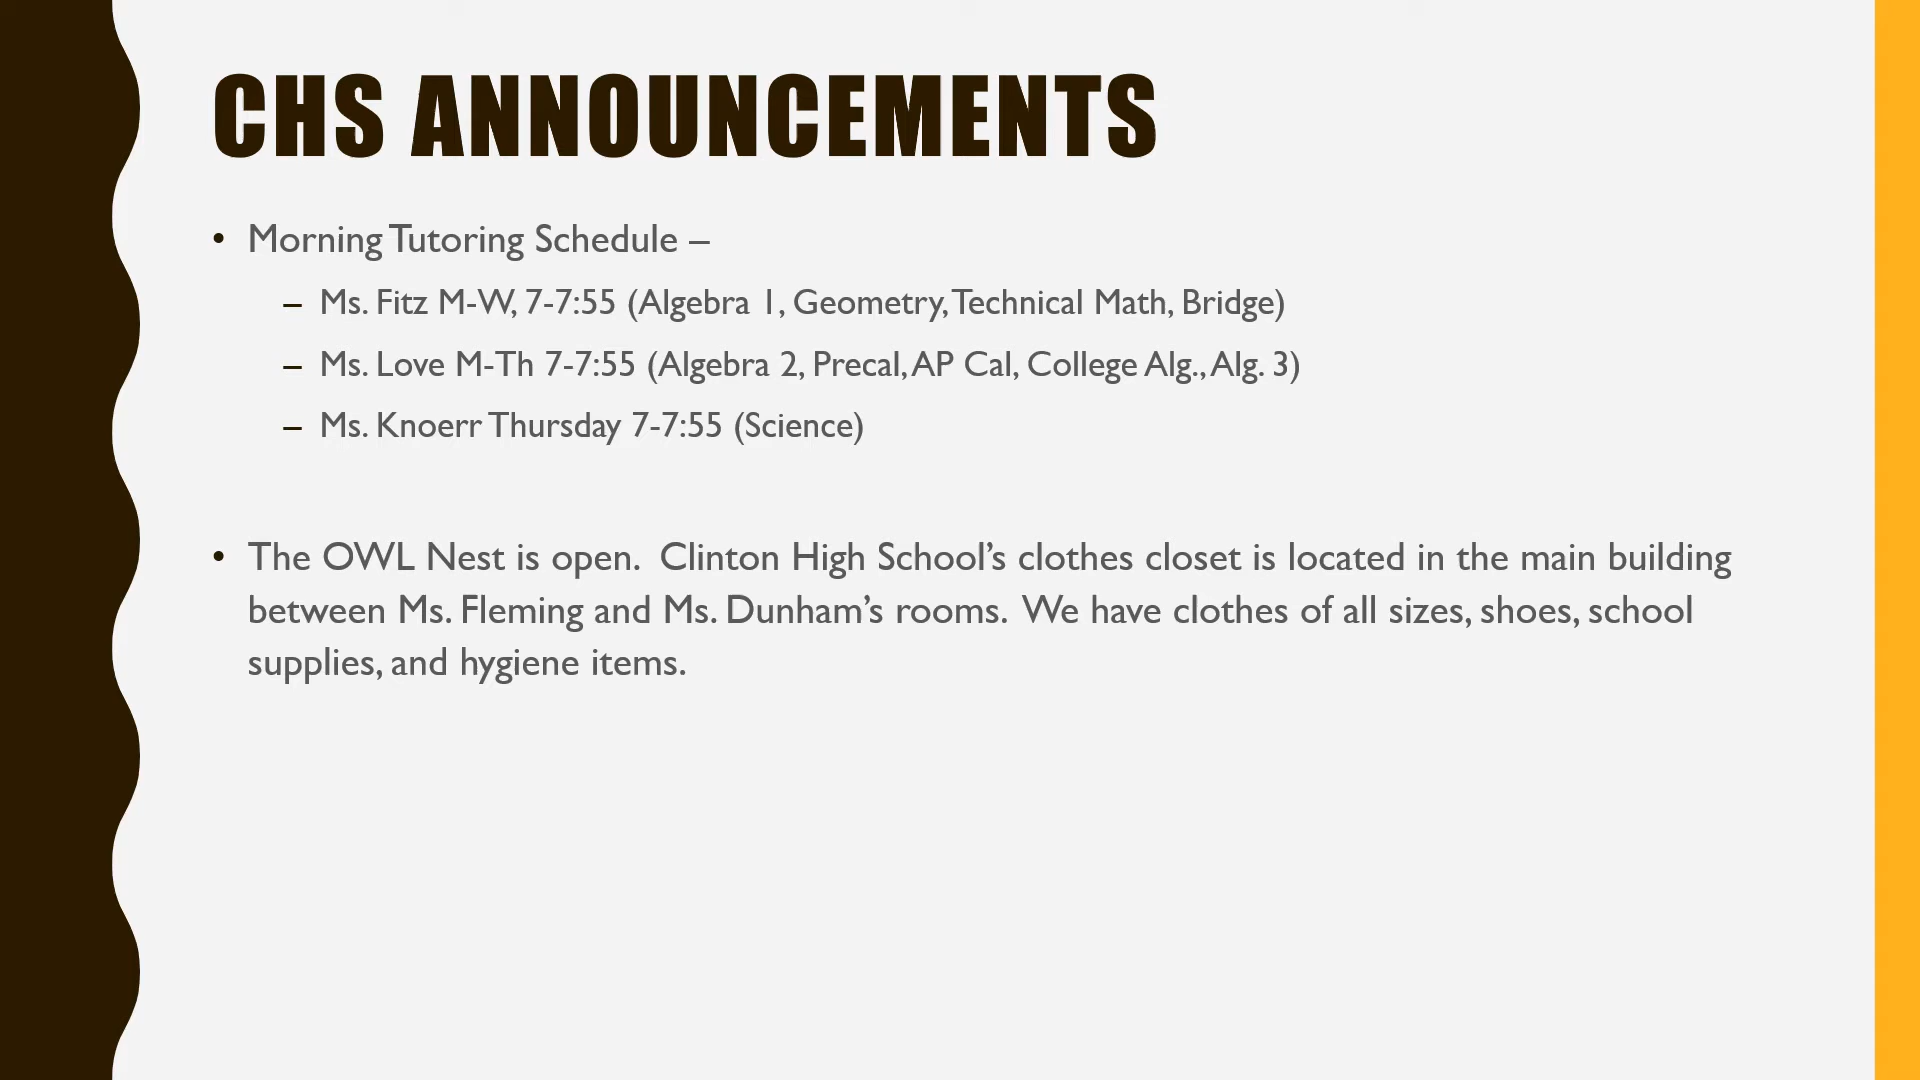 CHS ANNOUNCEMENTS
• Morning Tutoring Schedule –
– Ms. Fitz M-W, 7-7:55 (Algebra 1, Geometry, Technical Math, Bridge)
– Ms. Love M-Th 7-7:55 (Algebra 2, Precal, AP Cal, College Alg., Alg. 3)
– Ms. Knoerr Thursday 7-7:55 (Science)
• The OWL Nest is open.  Clinton High School’s clothes closet is located in the main building
between Ms. Fleming and Ms. Dunham’s rooms.  We have clothes of all sizes, shoes, school
supplies, and hygiene items.